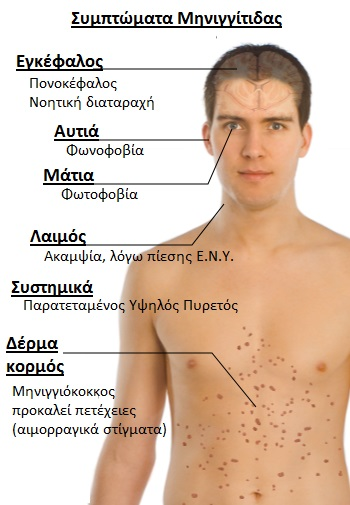 Συμπτώματα Μηνιγγίτιδας
Εγκέφαλος
Πονοκέφαλος
Νοητική διαταραχή
Αυτιά
Φωνοφοβία
Μάτια
Φωτοφοβία
Λαιμός
Ακαμψία, λόγω πίεσης Ε.Ν.Υ.
Συστημικά
Παρατεταμένος Υψηλός Πυρετός
Δέρμα
κορμός
Μηνιγγιόκοκκος
προκαλεί πετέχειες
(αιμορραγικά στίγματα)